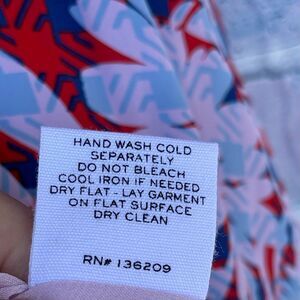 HAND WASH COLD
SEPARATELY
DO NOT BLEACH
COOL IRON IF NEEDED
DRY FLAT - LAY GARMENT
ON FLAT SURFACE
DRY CLEAN
RN# 136209